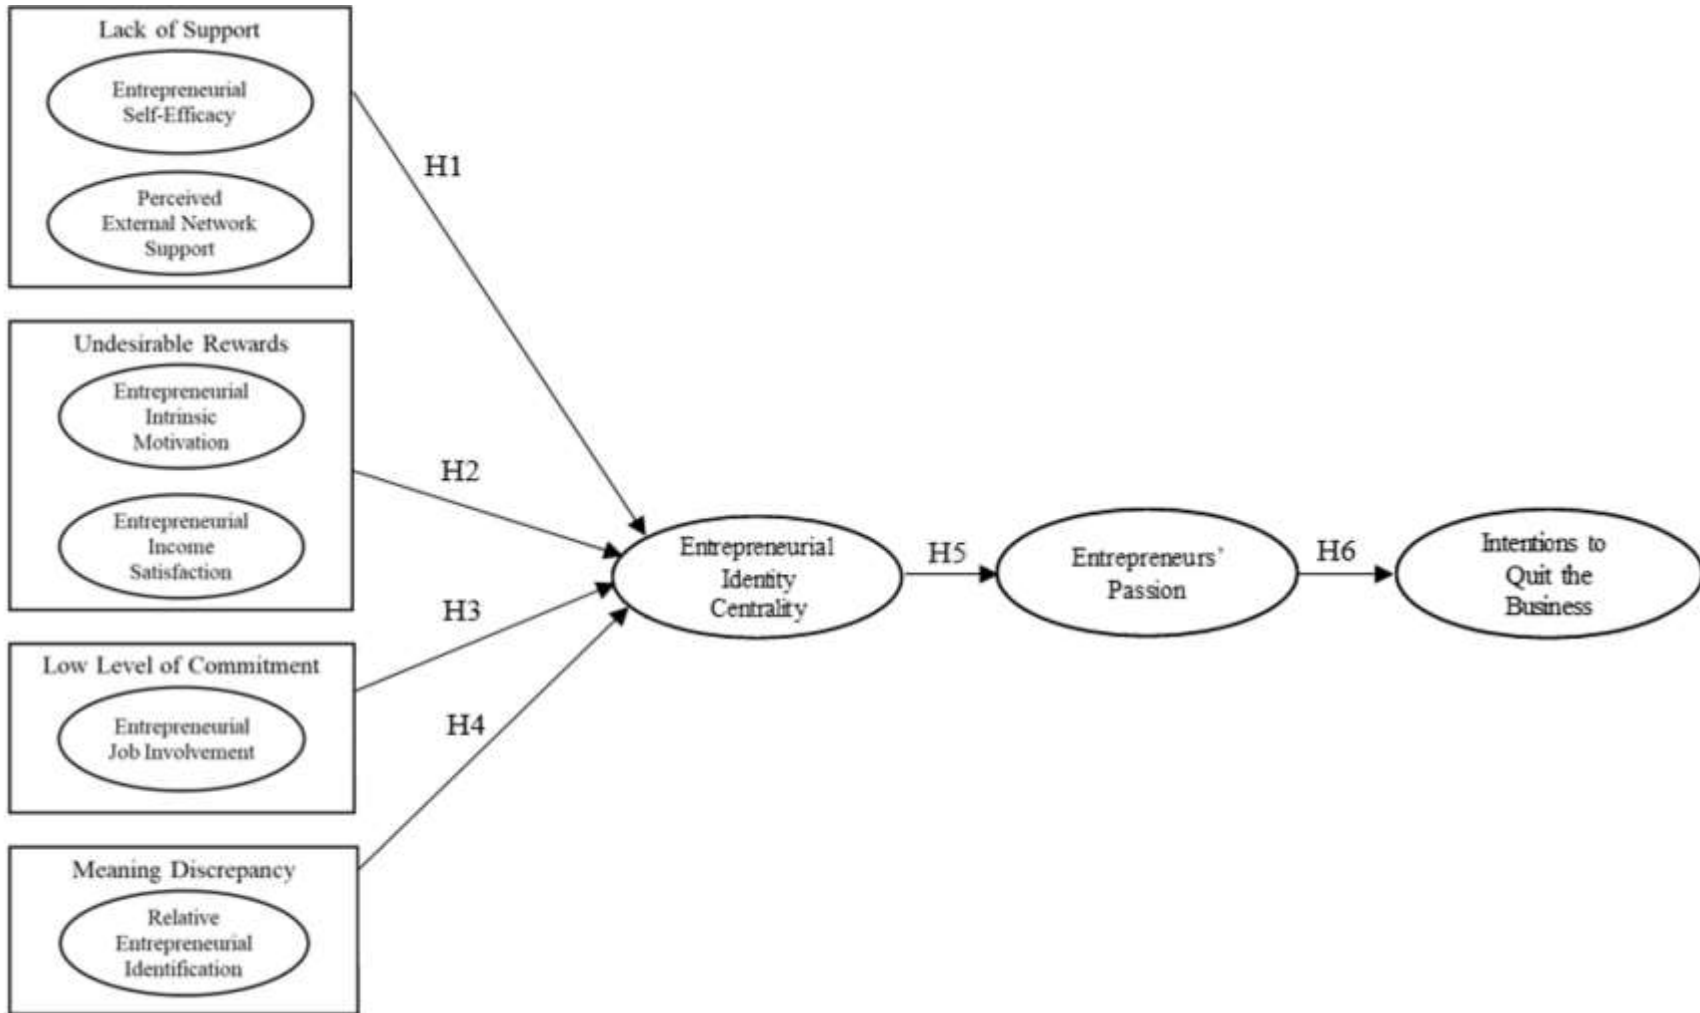 Lack of Support
Entrepreneurial
Self-Efficacy
Perceived
External Network
Support
H1
Undesirable Rewards
Entrepreneurial
Intrinsic
Motivation
Entrepreneurial
Income
Satisfaction
H2
Low Level of Commitment
Entrepreneurial
Job Involvement
H3
Meaning Discrepancy
Relative
Entrepreneurial
Identification
H4
Entrepreneurial
Identity
Centrality
H5
Entrepreneurs’
Passion
H6
Intentions to
Quit the
Business